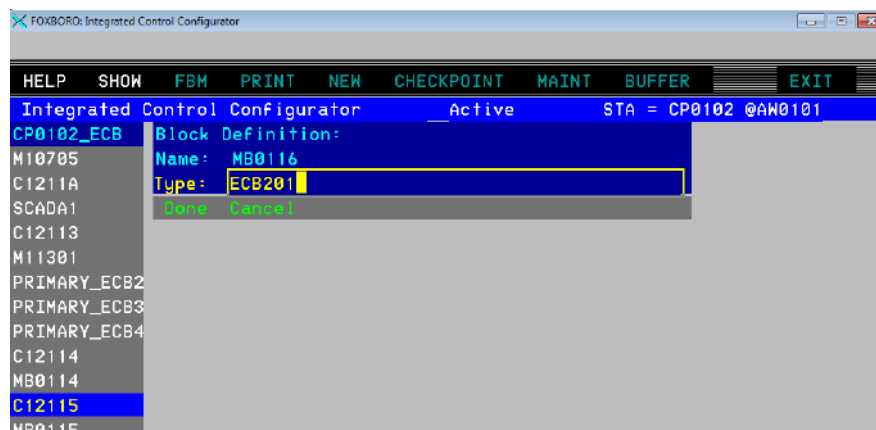 FOXBORO: Integrated Control Configurator
HELP SHOW FBM PRINT NEW CHECKPOINT MAINT BUFFER EXIT
Integrated Control Configurator __Active STA = CP0102 @AW0101
CP0102_ECB
Block Definition:
M10705
Name: MB0116
C1211A
Type: ECB201
SCADA1
Done Cancel
C12113
M11301
PRIMARY_ECB2
PRIMARY_ECB3
PRIMARY_ECB4
C12114
MB0114
C12115
MB0115